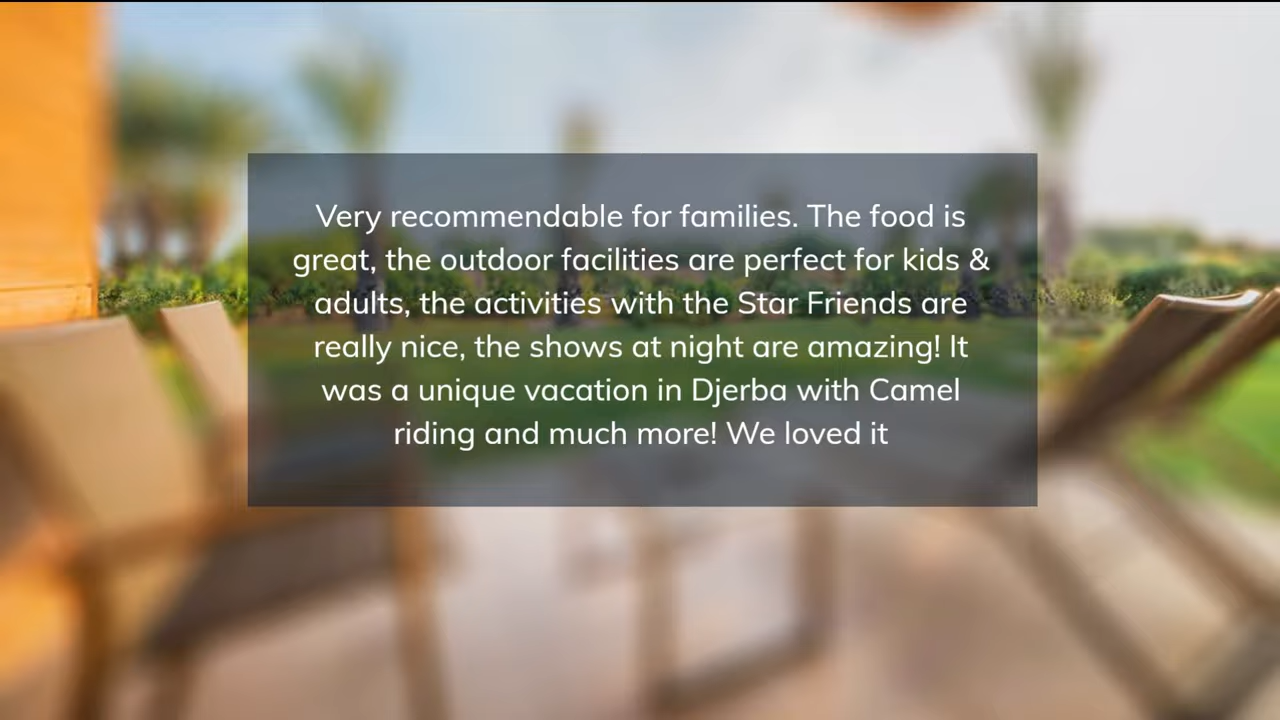 Very recommendable for families. The food is
great, the outdoor facilities are perfect for kids &
adults, the activities with the Star Friends are
really nice, the shows at night are amazing! It
was a unique vacation in Djerba with Camel
riding and much more! We loved it